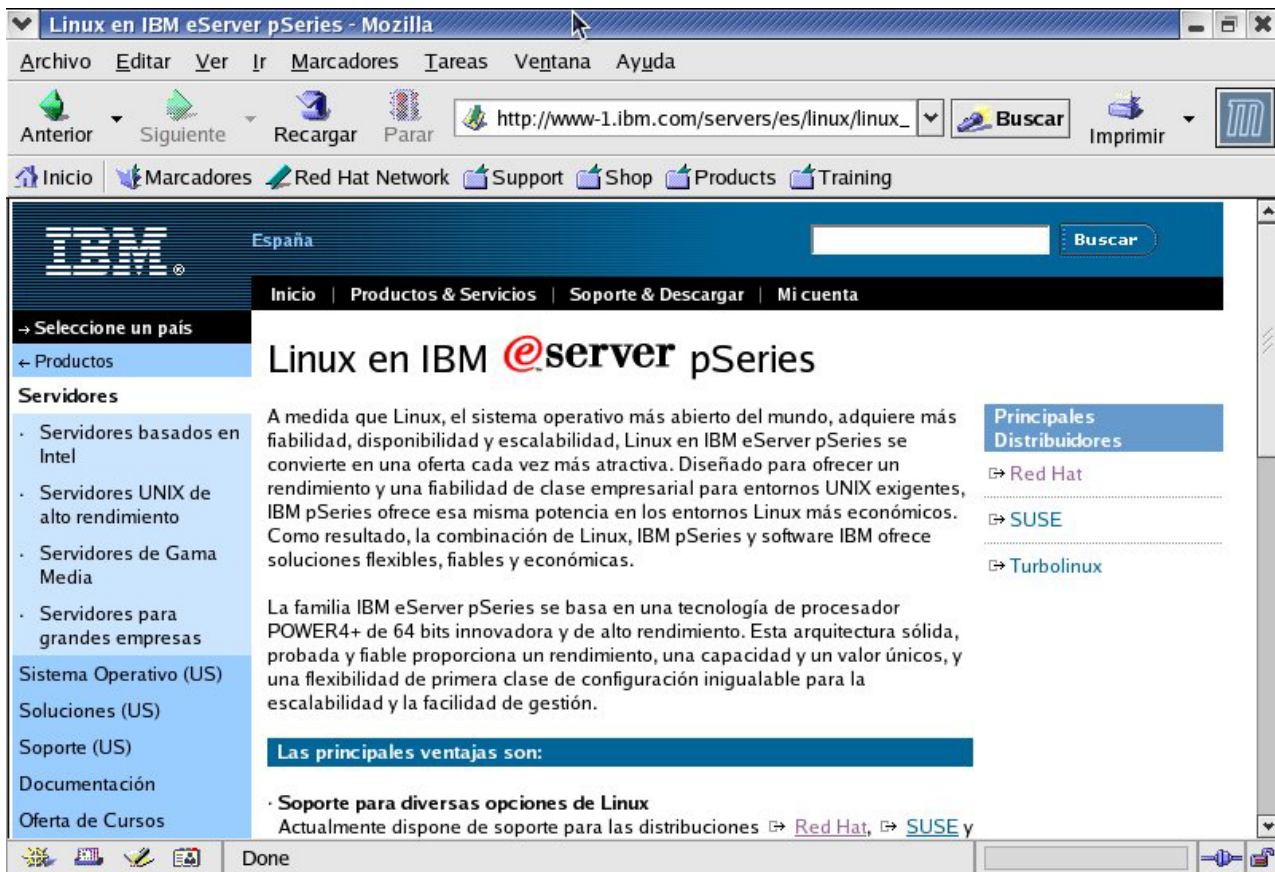 Linux en IBM eServer pSeries - Mozilla
Archivo Editar Ver Ir Marcadores Tareas Ventana Ayuda
Anterior Siguiente Recargar Parar http://www-1.ibm.com/servers/es/linux/linux_ Buscar Imprimir
Inicio Marcadores Red Hat Network Support Shop Products Training
IBM® España Buscar
Inicio | Productos & Servicios | Soporte & Descargar | Mi cuenta
→ Seleccione un país
← Productos
Servidores
· Servidores basados en
Intel
· Servidores UNIX de
alto rendimiento
· Servidores de Gama
Media
· Servidores para
grandes empresas
Sistema Operativo (US)
Soluciones (US)
Soporte (US)
Documentación
Oferta de Cursos
Linux en IBM eserver pSeries
A medida que Linux, el sistema operativo más abierto del mundo, adquiere más
fiabilidad, disponibilidad y escalabilidad, Linux en IBM eServer pSeries se
convierte en una oferta cada vez más atractiva. Diseñado para ofrecer un
rendimiento y una fiabilidad de clase empresarial para entornos UNIX exigentes,
IBM pSeries ofrece esa misma potencia en los entornos Linux más económicos.
Como resultado, la combinación de Linux, IBM pSeries y software IBM ofrece
soluciones flexibles, fiables y económicas.
La familia IBM eServer pSeries se basa en una tecnología de procesador
POWER4+ de 64 bits innovadora y de alto rendimiento. Esta arquitectura sólida,
probada y fiable proporciona un rendimiento, una capacidad y un valor únicos, y
una flexibilidad de primera clase de configuración inigualable para la
escalabilidad y la facilidad de gestión.
Las principales ventajas son:
· Soporte para diversas opciones de Linux
Actualmente dispone de soporte para las distribuciones Red Hat, SUSE y
Principales
Distribuidores
Red Hat
SUSE
Turbolinux
Done